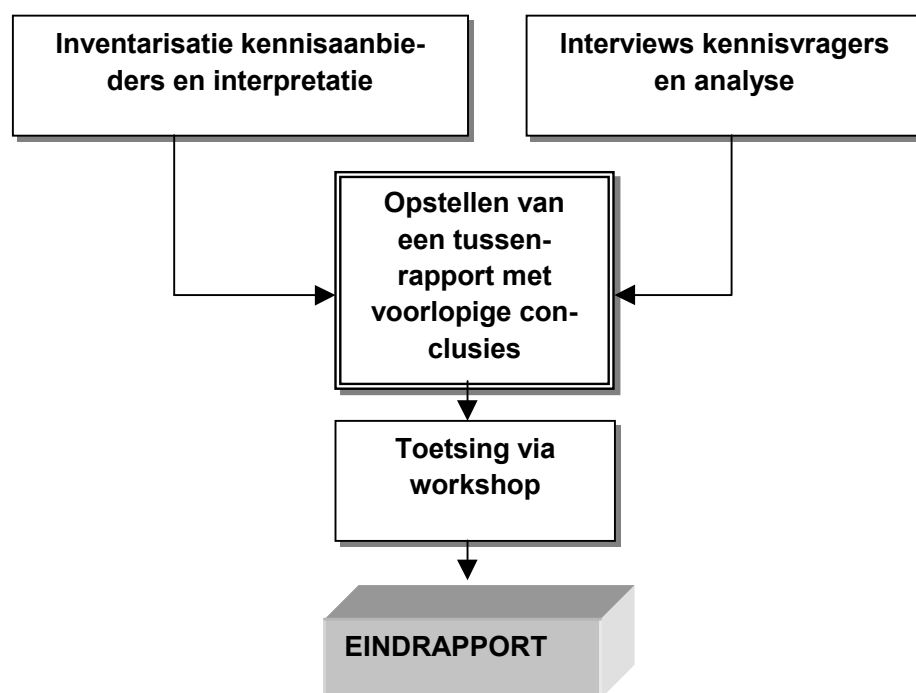 Inventarisatie kennisaanbie-
ders en interpretatie
Interviews kennisvragers
en analyse
Opstellen van
een tussen-
rapport met
voorlopige con-
clusies
Toetsing via
workshop
EINDRAPPORT